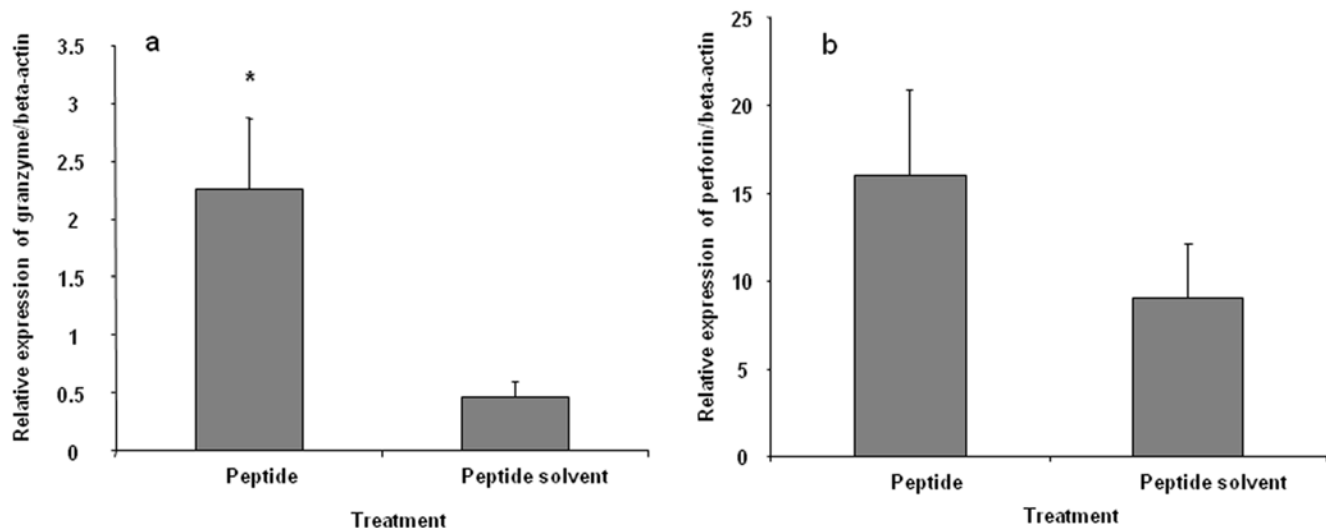 a
Relative expression of granzyme/beta-actin
3.5
3
2.5
2
1.5
1
0.5
0
*
Peptide
Peptide solvent
Treatment
b
Relative expression of perforin/beta-actin
25
20
15
10
5
0
Peptide
Peptide solvent
Treatment